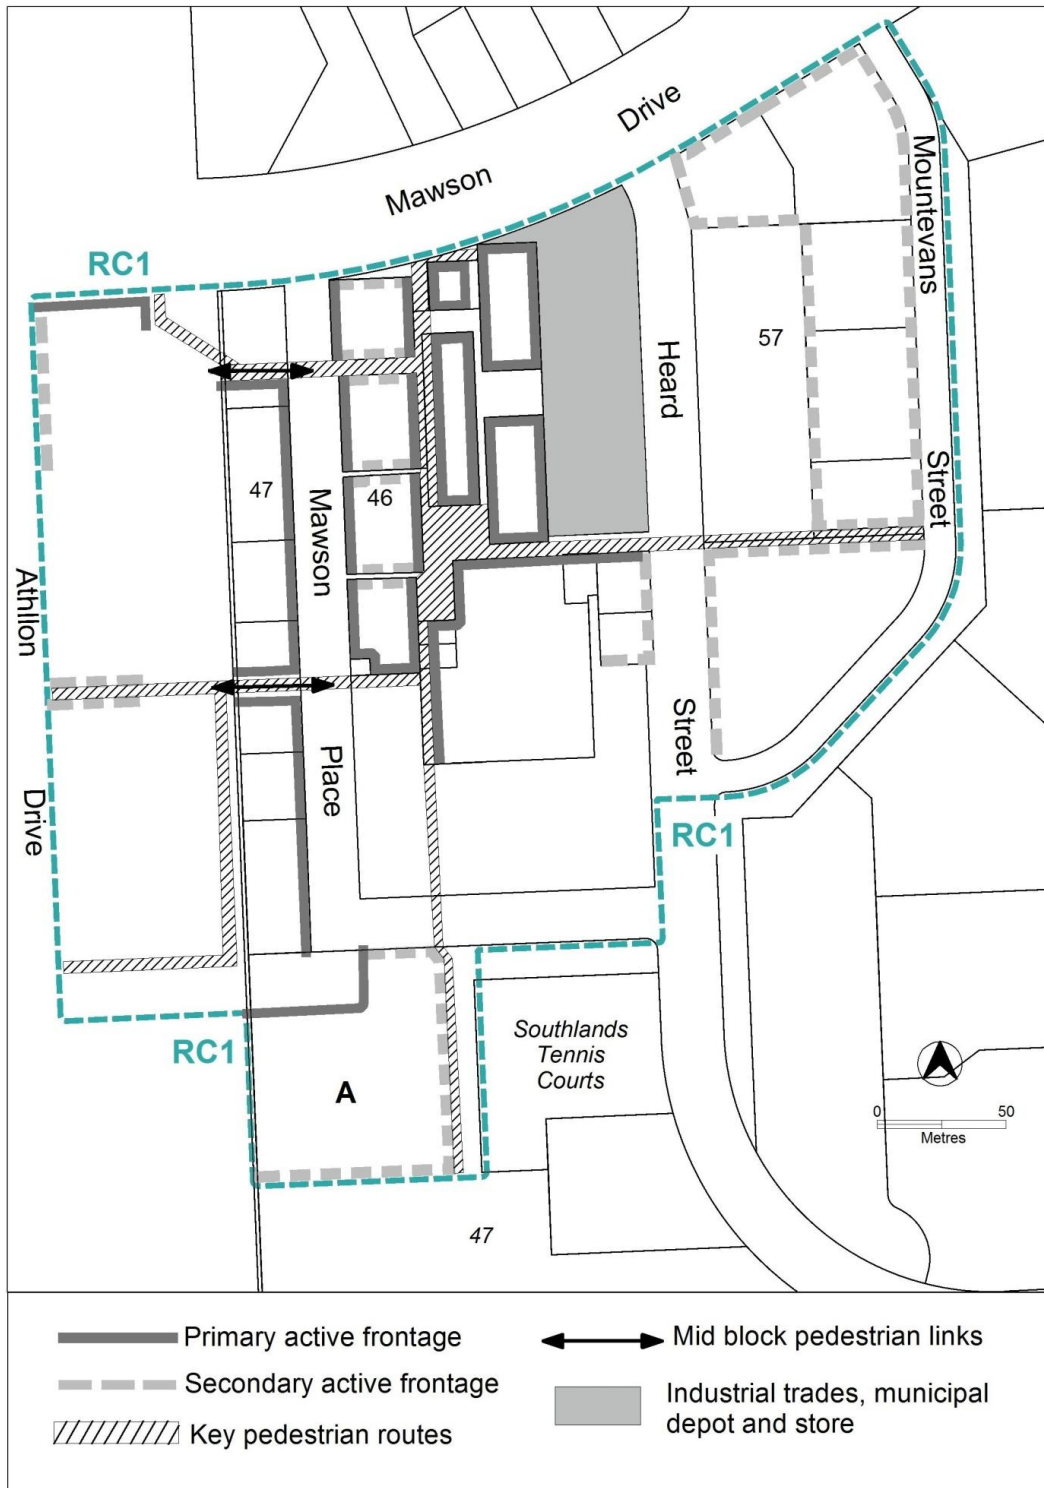 Drive
Mawson
RC1
Mountevans
57
Heard
47
46
Mawson
Street
Athllon
Place
Street
Drive
RC1
RC1
Southlands
Tennis
Courts
A
0 50
Metres
47
Primary active frontage
Secondary active frontage
Key pedestrian routes
Mid block pedestrian links
Industrial trades, municipal
depot and store